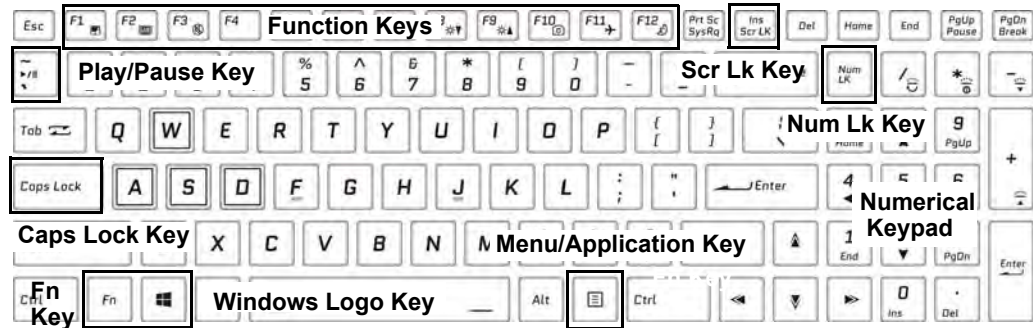 Esc F1 F2 F3 F4 Function Keys F9 F10 F11 F12 Prt Sc SysRq Ins Scr LK Del Home End PgUp Pause PgDn Break
~ ` Play/Pause Key % 5 ^ 6 & 7 * 8 ( 9 ) 0 _ - Scr Lk Key Num LK / * -
Tab Q W E R T Y U I O P { [ } ] | \ Num Lk Key Home 9 PgUp +
Caps Lock A S D F G H J K L : ; " ' Enter 4 5 6 Numerical Keypad
Caps Lock Key X C V B N M Menu/Application Key 1 End PgDn Enter
Ctrl Fn Key Fn Windows Logo Key Alt Ctrl 0 Ins . Del